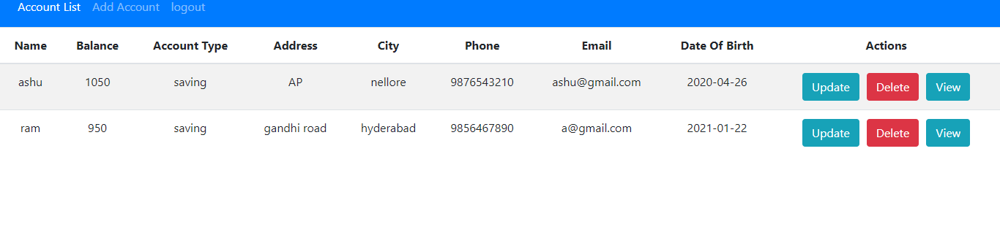 Account List Add Account logout
Name Balance Account Type Address City Phone Email Date Of Birth Actions
ashu 1050 saving AP nellore 9876543210 ashu@gmail.com 2020-04-26 Update Delete View
ram 950 saving gandhi road hyderabad 9856467890 a@gmail.com 2021-01-22 Update Delete View